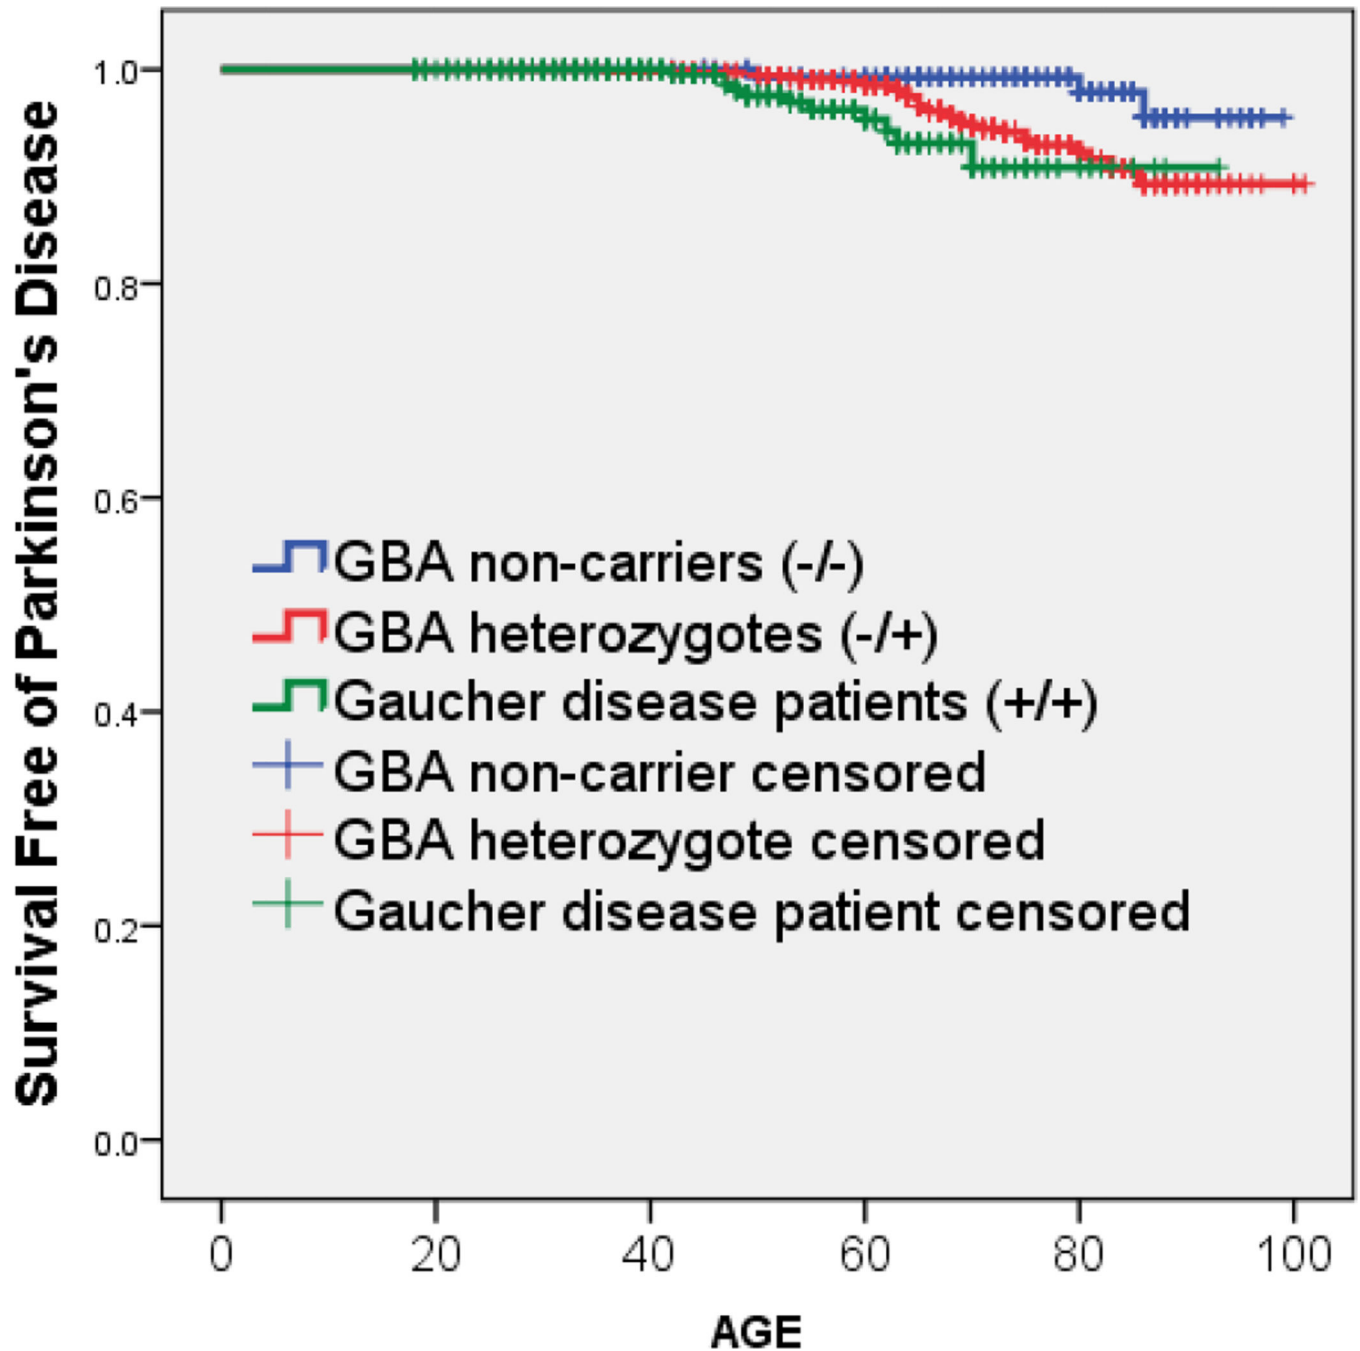 Survival Free of Parkinson's Disease
1.0
0.8
0.6
0.4
0.2
0.0
GBA non-carriers (-/-)
GBA heterozygotes (-/+)
Gaucher disease patients (+/+)
GBA non-carrier censored
GBA heterozygote censored
Gaucher disease patient censored
0 20 40 60 80 100
AGE